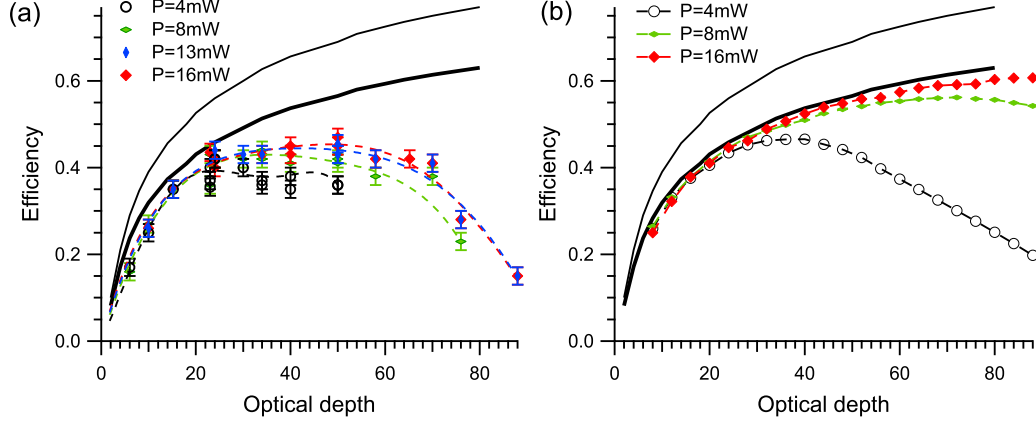 (a)
P=4mW
P=8mW
P=13mW
P=16mW
Efficiency
0.6
0.4
0.2
0.0
0 20 40 60 80
Optical depth
(b)
P=4mW
P=8mW
P=16mW
Efficiency
0.6
0.4
0.2
0.0
0 20 40 60 80
Optical depth